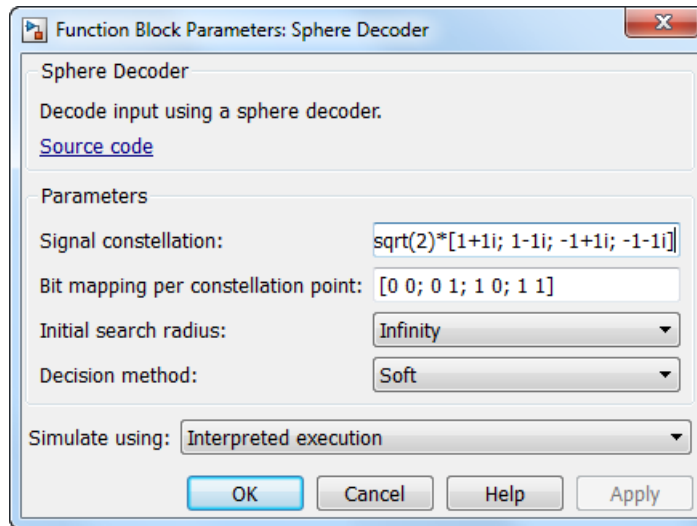 Function Block Parameters: Sphere Decoder
Sphere Decoder
Decode input using a sphere decoder.
Source code
Parameters
Signal constellation: sqrt(2)*[1+1i; 1-1i; -1+1i; -1-1i]
Bit mapping per constellation point: [0 0; 0 1; 1 0; 1 1]
Initial search radius: Infinity
Decision method: Soft
Simulate using: Interpreted execution
OK Cancel Help Apply